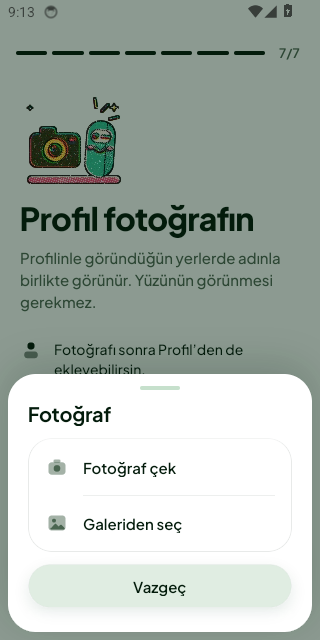 9:13
7/7
Profil fotoğrafın
Profilinle göründüğün yerlerde adınla
birlikte görünür. Yüzünün görünmesi
gerekmez.
Fotoğrafı sonra Profil'den de
ekleyebilirsin.
Fotoğraf
Fotoğraf çek
Galeriden seç
Vazgeç